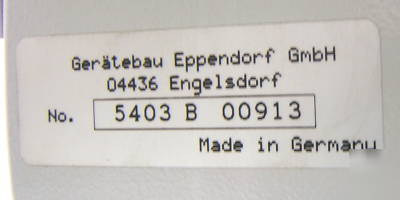 Gerätebau Eppendorf GmbH
04436 Engelsdorf
No. 5403 B 00913
Made in Germany